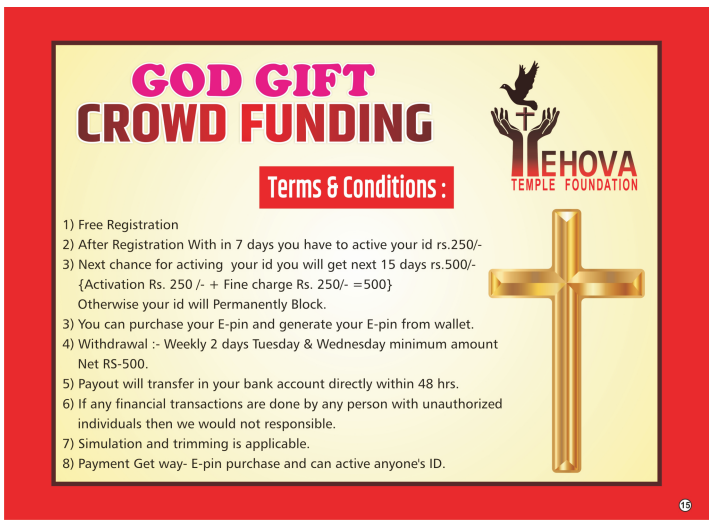 GOD GIFT
CROWD FUNDING
EHOVA
TEMPLE FOUNDATION
Terms & Conditions :
1) Free Registration
2) After Registration With in 7 days you have to active your id rs.250/-
3) Next chance for activing your id you will get next 15 days rs.500/-
{Activation Rs. 250 /- + Fine charge Rs. 250/- =500}
Otherwise your id will Permanently Block.
3) You can purchase your E-pin and generate your E-pin from wallet.
4) Withdrawal :- Weekly 2 days Tuesday & Wednesday minimum amount
Net RS-500.
5) Payout will transfer in your bank account directly within 48 hrs.
6) If any financial transactions are done by any person with unauthorized
individuals then we would not responsible.
7) Simulation and trimming is applicable.
8) Payment Get way- E-pin purchase and can active anyone's ID.
15